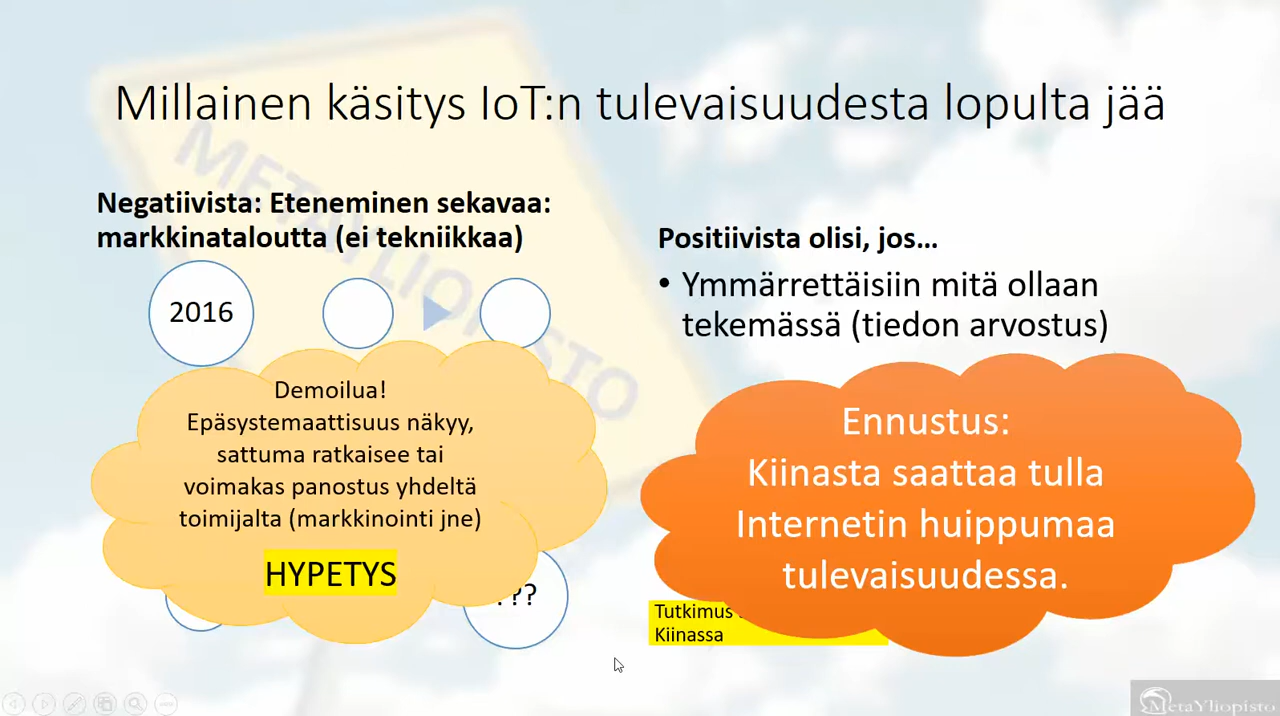 Millainen käsitys IoT:n tulevaisuudesta lopulta jää
Negatiivista: Eteneminen sekavaa:
markkinataloutta (ei tekniikkaa)
2016
Demoilua!
Epäsystemaattisuus näkyy,
sattuma ratkaisee tai
voimakas panostus yhdeltä
toimijalta (markkinointi jne)
HYPETYS
???
Positiivista olisi, jos…
• Ymmärrettäisiin mitä ollaan
tekemässä (tiedon arvostus)
Ennustus:
Kiinasta saattaa tulla
Internetin huippumaa
tulevaisuudessa.
Tutkimus
Kiinassa
METAYLIOPISTO
MetaYliopisto